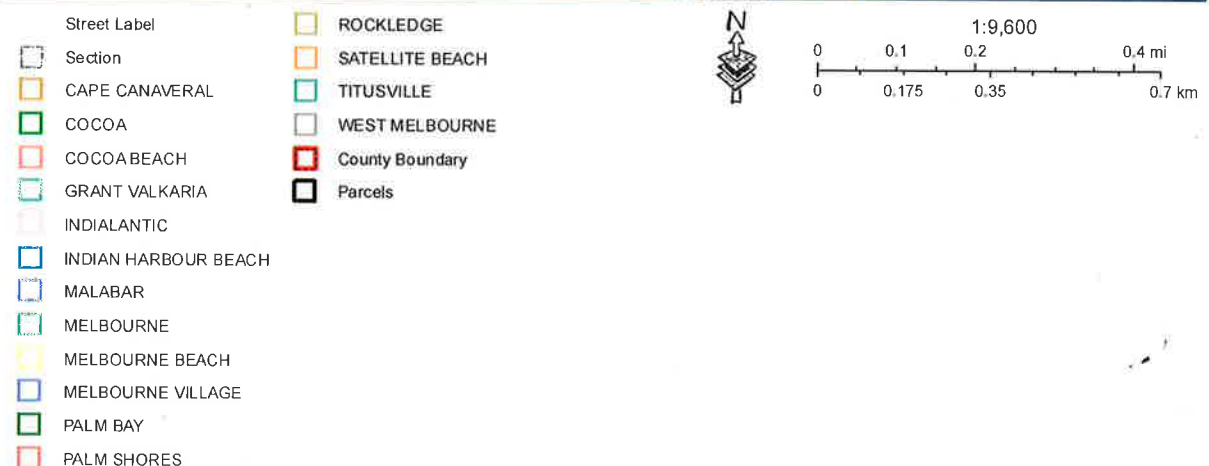 Street Label
Section
CAPE CANAVERAL
COCOA
COCOA BEACH
GRANT VALKARIA
INDIALANTIC
INDIAN HARBOUR BEACH
MALABAR
MELBOURNE
MELBOURNE BEACH
MELBOURNE VILLAGE
PALM BAY
PALM SHORES
ROCKLEDGE
SATELLITE BEACH
TITUSVILLE
WEST MELBOURNE
County Boundary
Parcels
N
1:9,600
0 0.1 0.2 0.4 mi
0 0.175 0.35 0.7 km